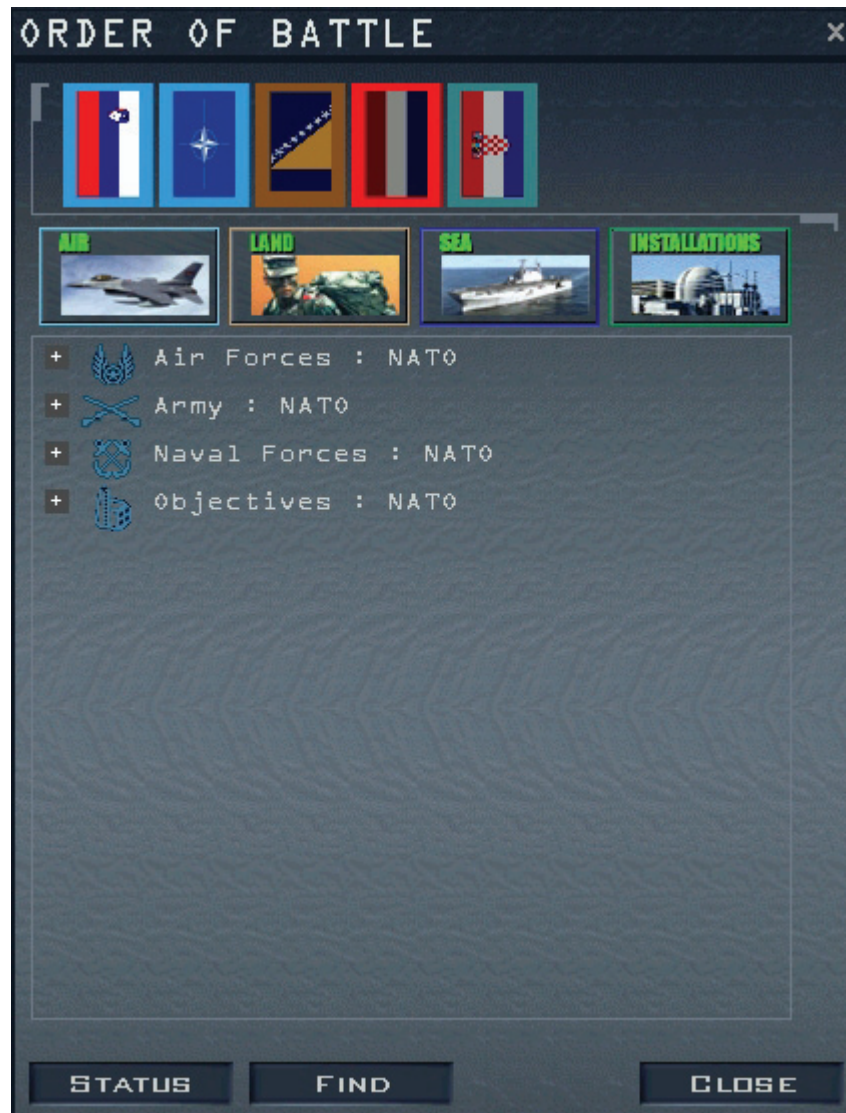 ORDER OF BATTLE
AIR LAND SEA INSTALLATIONS
+ Air Forces : NATO
+ Army : NATO
+ Naval Forces : NATO
+ Objectives : NATO
STATUS FIND CLOSE